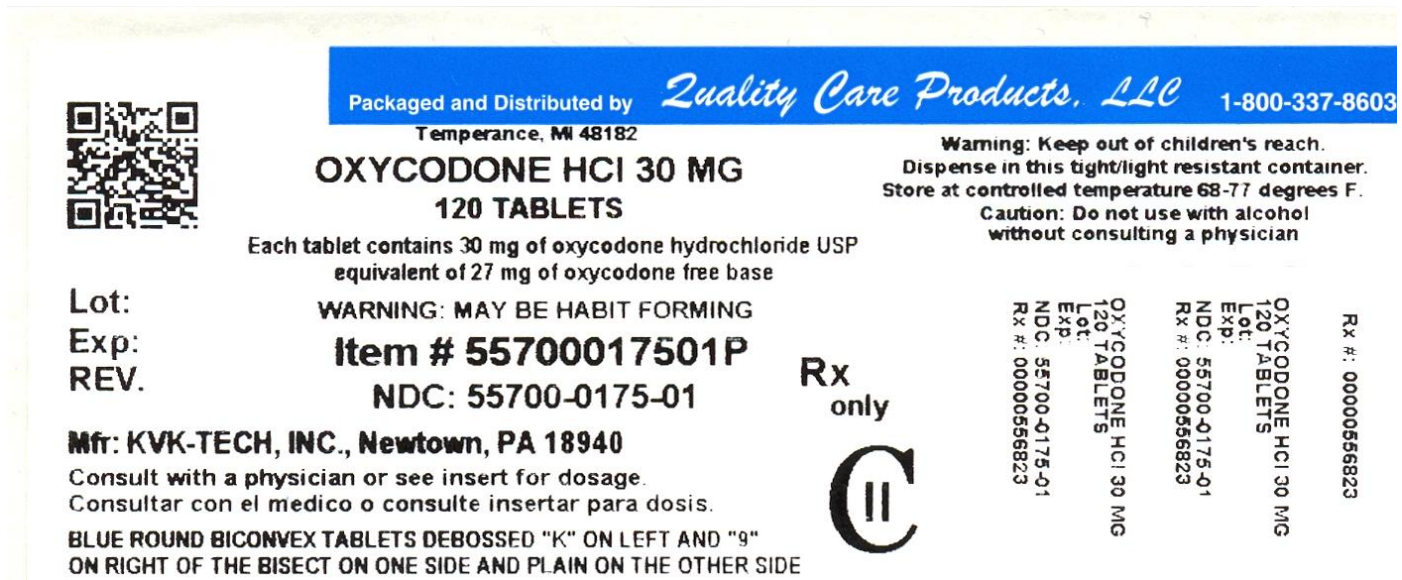 Packaged and Distributed by Quality Care Products, LLC 1-800-337-8603
Temperance, MI 48182
OXYCODONE HCl 30 MG
120 TABLETS
Each tablet contains 30 mg of oxycodone hydrochloride USP
equivalent of 27 mg of oxycodone free base
WARNING: MAY BE HABIT FORMING
Item # 55700017501P
NDC: 55700-0175-01
Warning: Keep out of children's reach.
Dispense in this tight/light resistant container.
Store at controlled temperature 68-77 degrees F.
Caution: Do not use with alcohol
without consulting a physician
Lot:
Exp:
REV.
Rx
only
CII
Mfr: KVK-TECH, INC., Newtown, PA 18940
Consult with a physician or see insert for dosage.
Consultar con el medico o consulte insertar para dosis.
BLUE ROUND BICONVEX TABLETS DEBOSSED "K" ON LEFT AND "9"
ON RIGHT OF THE BISECT ON ONE SIDE AND PLAIN ON THE OTHER SIDE
OXYCODONE HCl 30 MG
120 TABLETS
Lot:
Exp:
NDC: 55700-0175-01
Rx #: 00000556823
OXYCODONE HCl 30 MG
120 TABLETS
Lot:
Exp:
NDC: 55700-0175-01
Rx #: 00000556823
Rx #: 00000556823